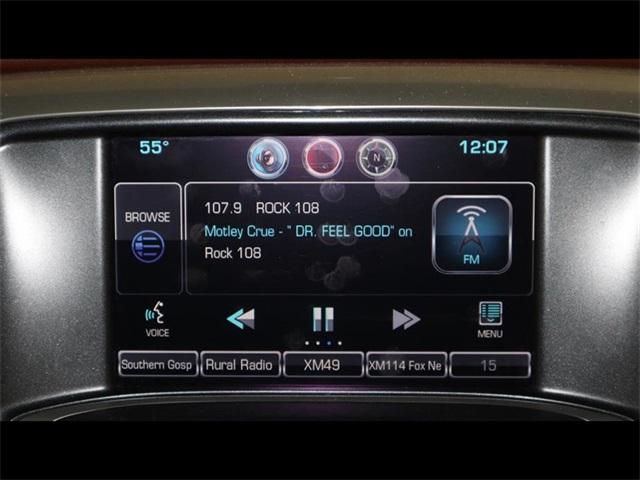 55°
N
12:07
BROWSE
107.9 ROCK 108
Motley Crue - " DR. FEEL GOOD" on
Rock 108
FM
VOICE
MENU
Southern Gosp
Rural Radio
XM49
XM114 Fox Ne
15